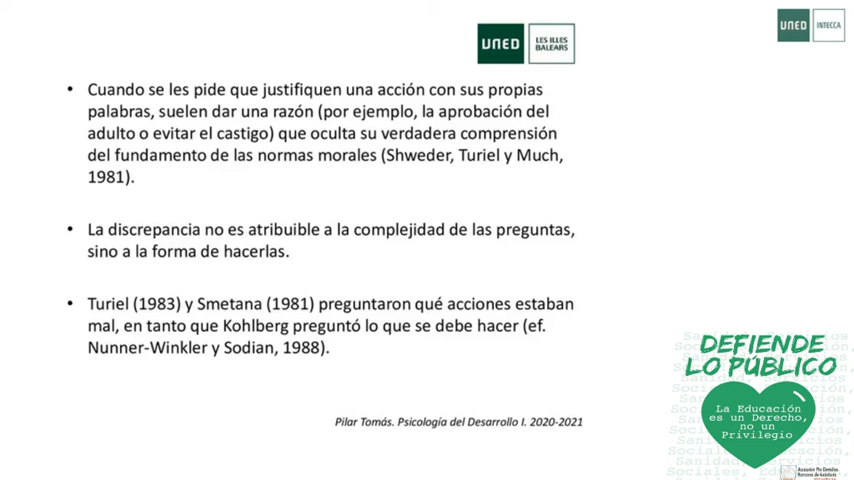 UNED
INTECCA
UNED
LES ILLES
BALEARS
• Cuando se les pide que justifiquen una acción con sus propias
palabras, suelen dar una razón (por ejemplo, la aprobación del
adulto o evitar el castigo) que oculta su verdadera comprensión
del fundamento de las normas morales (Shweder, Turiel y Much,
1981).
• La discrepancia no es atribuible a la complejidad de las preguntas,
sino a la forma de hacerlas.
• Turiel (1983) y Smetana (1981) preguntaron qué acciones estaban
mal, en tanto que Kohlberg preguntó lo que se debe hacer (ef.
Nunner-Winkler y Sodian, 1988).
Pilar Tomás. Psicología del Desarrollo I. 2020-2021
DEFIENDE
LO PÚBLICO
La Educación
es un Derecho,
no un
Privilegio